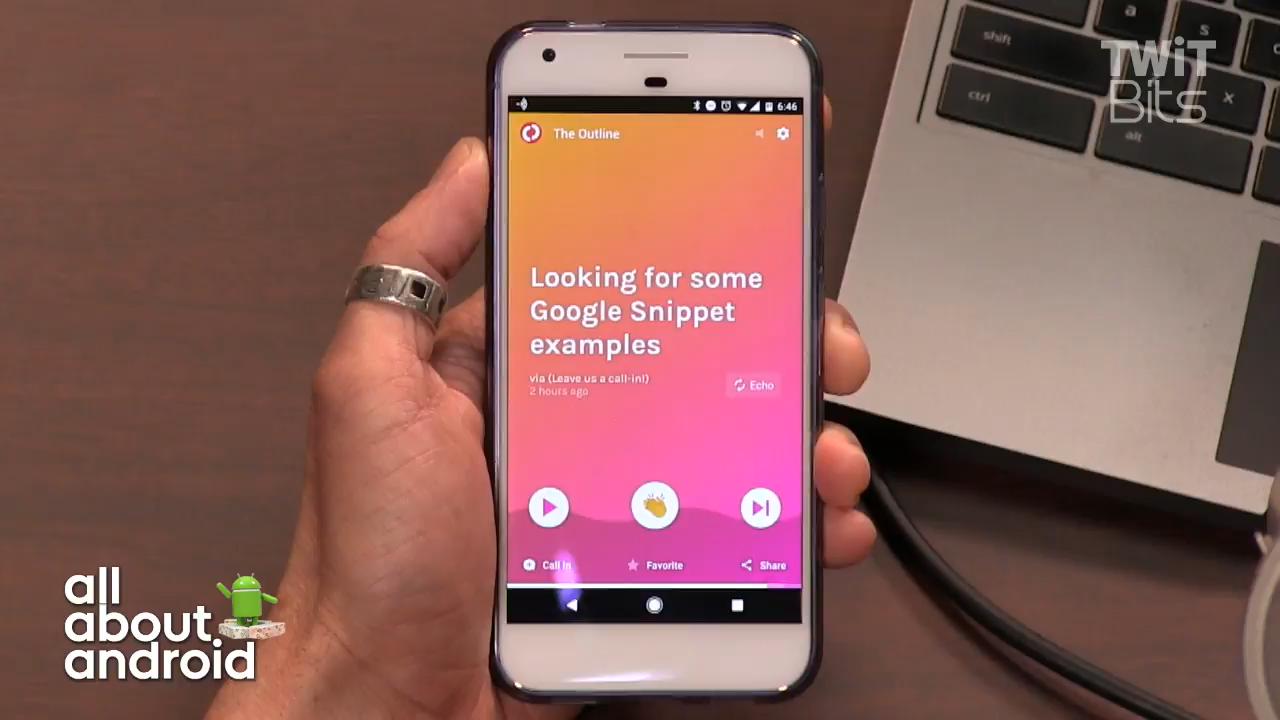 a
s
shift
TWiT
Bits
ctrl
x
alt
6:46
The Outline
Looking for some
Google Snippet
examples
via (Leave us a call-in!)
2 hours ago
Echo
Call In
Favorite
Share
all
about
android